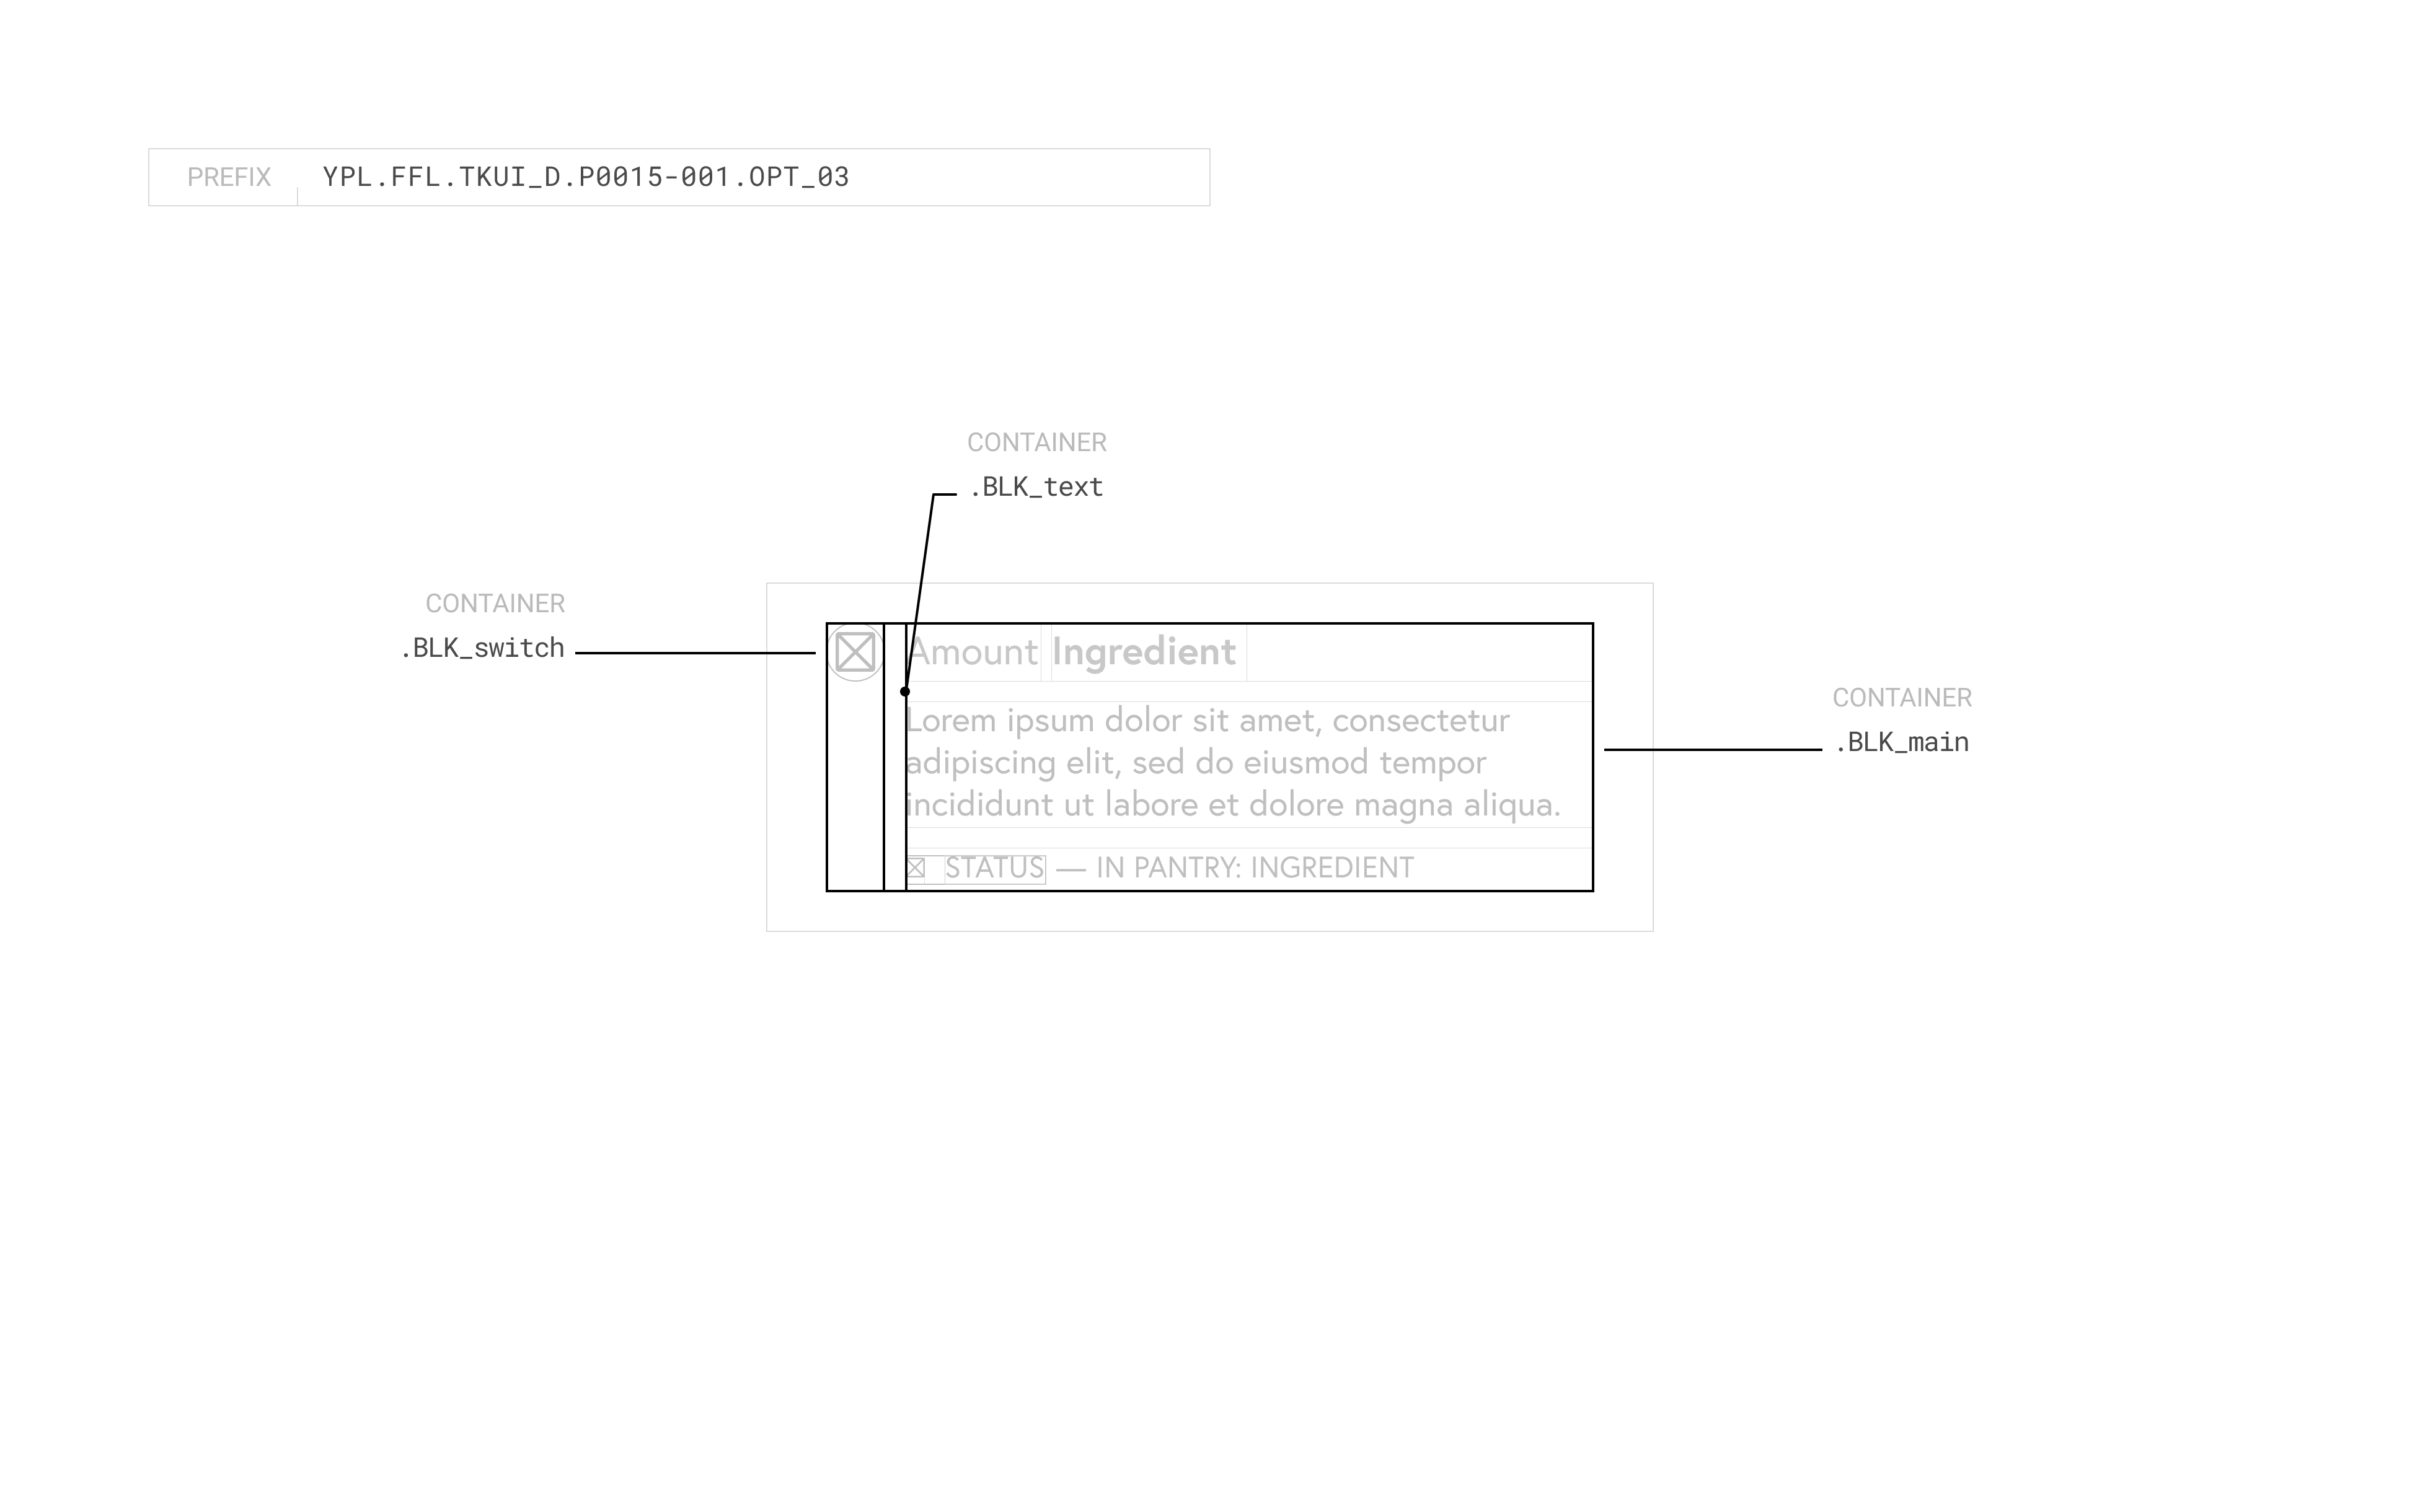 PREFIX YPL.FFL.TKUI_D.P0015-001.OPT_03
CONTAINER
.BLK_text
CONTAINER
.BLK_switch
Amount Ingredient
Lorem ipsum dolor sit amet, consectetur
adipiscing elit, sed do eiusmod tempor
incididunt ut labore et dolore magna aliqua.
STATUS — IN PANTRY: INGREDIENT
CONTAINER
.BLK_main